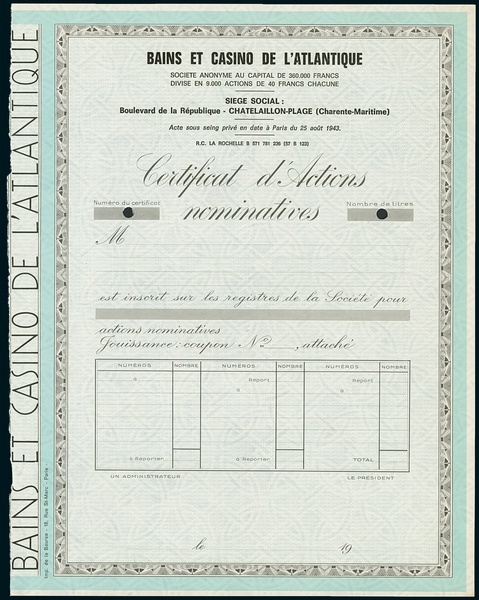 BAINS ET CASINO DE L'ATLANTIQUE
BAINS ET CASINO DE L'ATLANTIQUE
SOCIETE ANONYME AU CAPITAL DE 360.000 FRANCS
DIVISE EN 9.000 ACTIONS DE 40 FRANCS CHACUNE
SIEGE SOCIAL :
Boulevard de la République - CHATELAILLON-PLAGE (Charente-Maritime)
Acte sous seing privé en date à Paris du 25 août 1943.
R.C. LA ROCHELLE B 571 781 236 (57 B 123)
Certificat d'Actions
nominatives
Numéro du certificat
Nombre de titres
M
est inscrit sur les registres de la Société pour
actions nominatives
Jouissance : coupon No , attaché
NUMÉROS NOMBRE NUMÉROS NOMBRE NUMÉROS NOMBRE
à Report à Report à
à Reporter à Reporter TOTAL
UN ADMINISTRATEUR LE PRÉSIDENT
le 19
Imp. de la Bourse - 18, Rue St-Marc - Paris -